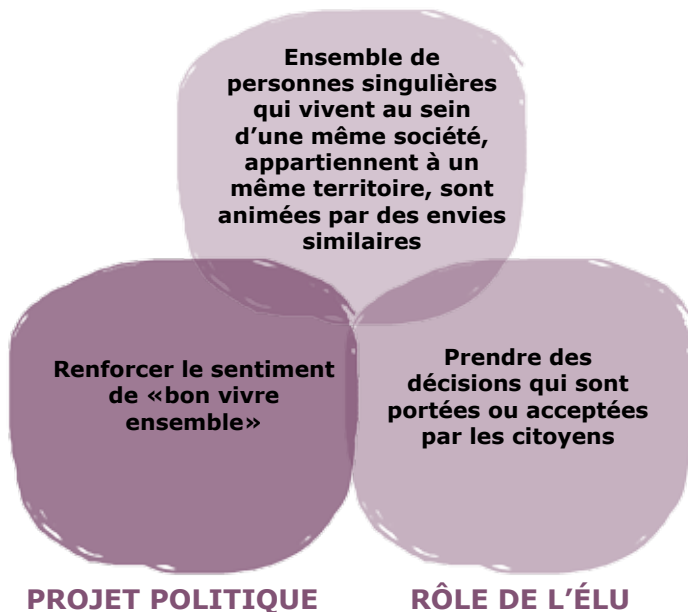 Ensemble de
personnes singulières
qui vivent au sein
d’une même société,
appartiennent à un
même territoire, sont
animées par des envies
similaires
Renforcer le sentiment
de «bon vivre
ensemble»
Prendre des
décisions qui sont
portées ou acceptées
par les citoyens
PROJET POLITIQUE
RÔLE DE L’ÉLU